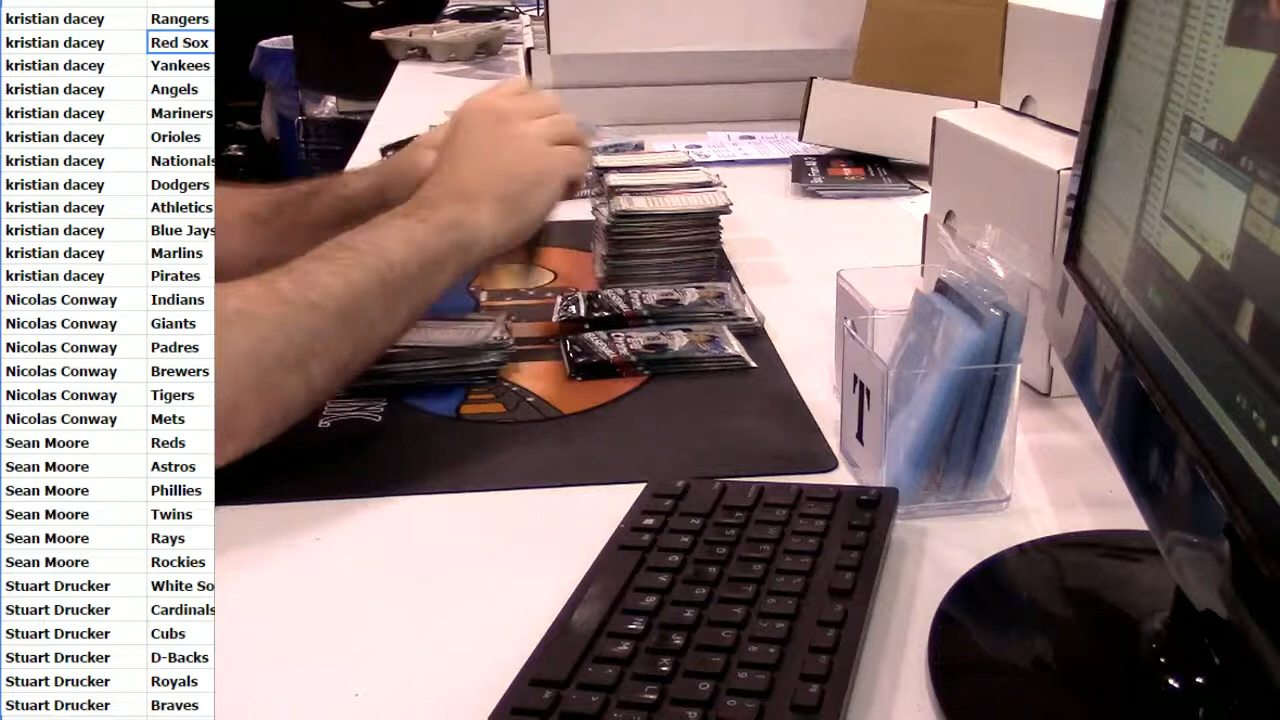 kristian dacey Rangers
kristian dacey Red Sox
kristian dacey Yankees
kristian dacey Angels
kristian dacey Mariners
kristian dacey Orioles
kristian dacey Nationals
kristian dacey Dodgers
kristian dacey Athletics
kristian dacey Blue Jays
kristian dacey Marlins
kristian dacey Pirates
Nicolas Conway Indians
Nicolas Conway Giants
Nicolas Conway Padres
Nicolas Conway Brewers
Nicolas Conway Tigers
Nicolas Conway Mets
Sean Moore Reds
Sean Moore Astros
Sean Moore Phillies
Sean Moore Twins
Sean Moore Rays
Sean Moore Rockies
Stuart Drucker White So
Stuart Drucker Cardinals
Stuart Drucker Cubs
Stuart Drucker D-Backs
Stuart Drucker Royals
Stuart Drucker Braves
T